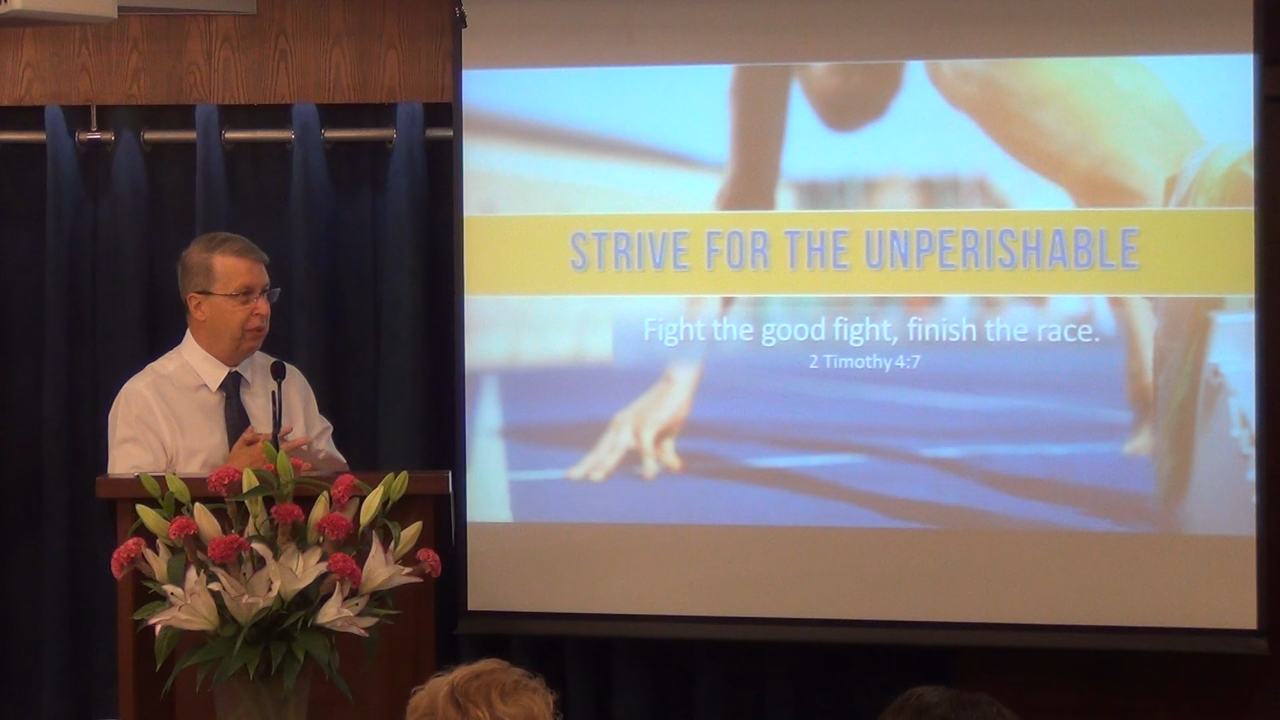 STRIVE FOR THE UNPERISHABLE
Fight the good fight, finish the race.
2 Timothy 4:7